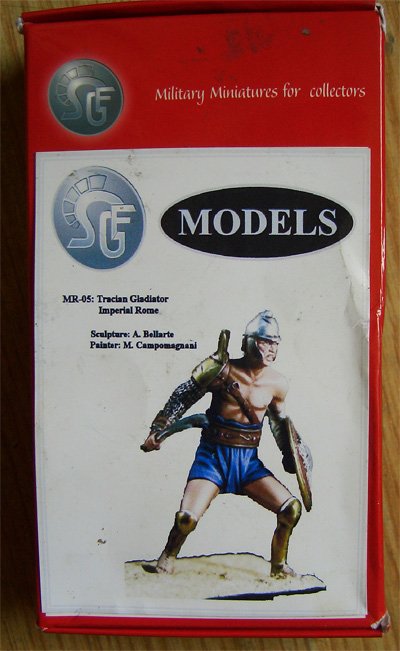 SGF
Military Miniatures for collectors
SGF
MODELS
MR-05: Tracian Gladiator
Imperial Rome
Sculpture: A. Bellarte
Painter: M. Campomagnani